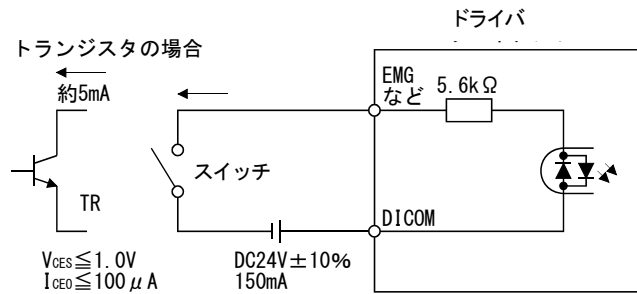 ドライバ
トランジスタの場合
約5mA
EMG
など
5.6kΩ
スイッチ
TR
DICOM
VCES≦1.0V
ICEO≦100μA
DC24V±10%
150mA